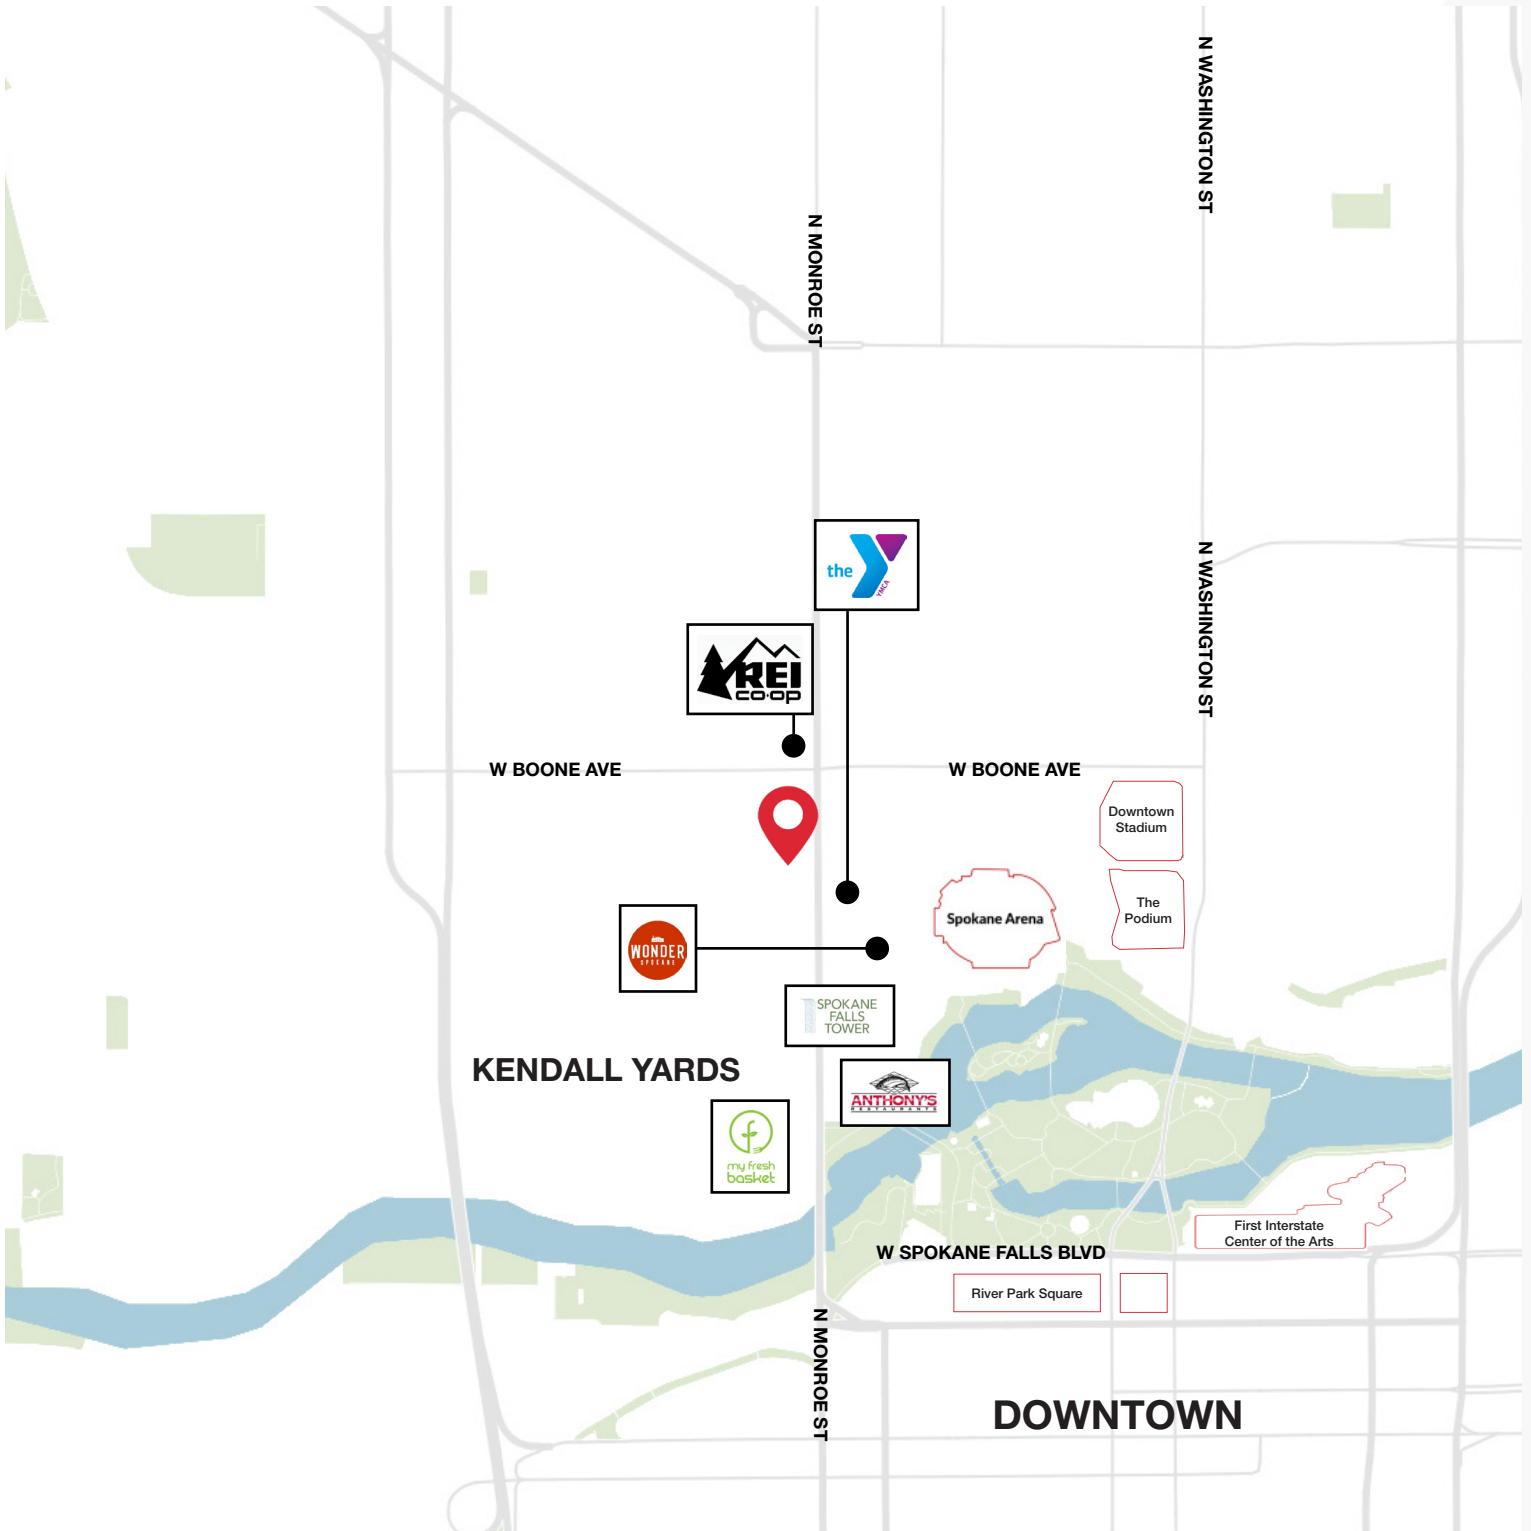 N WASHINGTON ST
N MONROE ST
the
YMCA
REI
co·op
N WASHINGTON ST
W BOONE AVE
W BOONE AVE
Downtown
Stadium
The
Podium
Spokane Arena
WONDER
SPOKANE
SPOKANE
FALLS
TOWER
KENDALL YARDS
ANTHONY'S
RESTAURANTS
my fresh
basket
First Interstate
Center of the Arts
W SPOKANE FALLS BLVD
River Park Square
N MONROE ST
DOWNTOWN